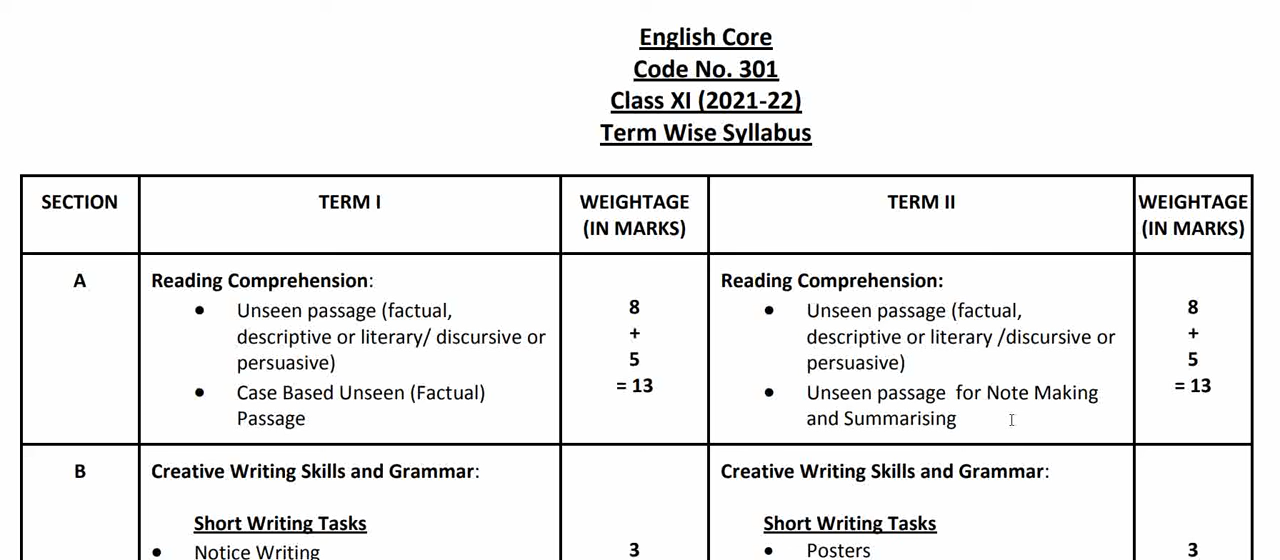 English Core
Code No. 301
Class XI (2021-22)
Term Wise Syllabus
SECTION
TERM I
WEIGHTAGE
(IN MARKS)
TERM II
WEIGHTAGE
(IN MARKS)
A
Reading Comprehension:
• Unseen passage (factual,
descriptive or literary/ discursive or
persuasive)
• Case Based Unseen (Factual)
Passage
8
+
5
= 13
Reading Comprehension:
• Unseen passage (factual,
descriptive or literary /discursive or
persuasive)
• Unseen passage for Note Making
and Summarising
8
+
5
= 13
B
Creative Writing Skills and Grammar:
Short Writing Tasks
• Notice Writing
3
Creative Writing Skills and Grammar:
Short Writing Tasks
• Posters
3